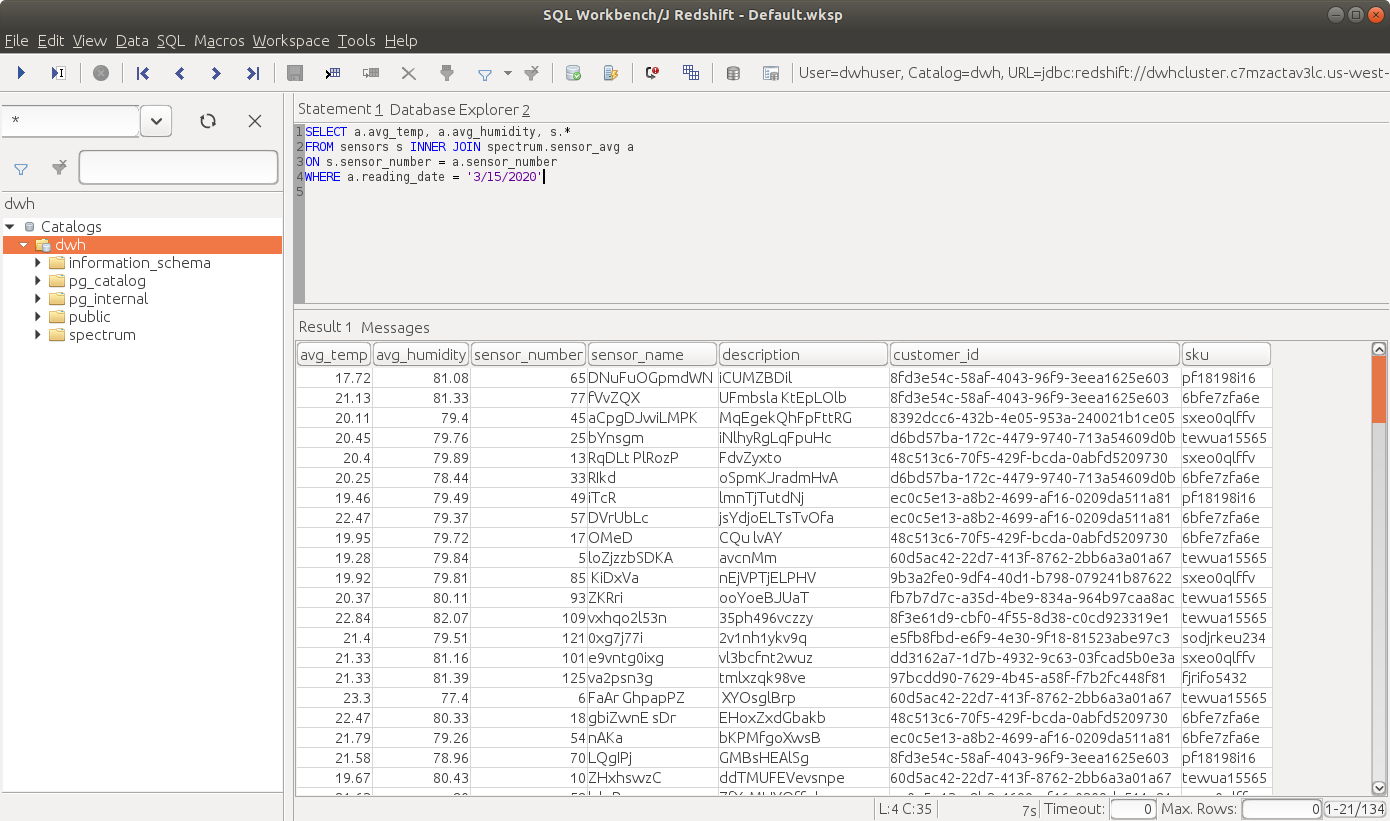 SQL Workbench/J Redshift - Default.wksp
File Edit View Data SQL Macros Workspace Tools Help
User=dwhuser, Catalog=dwh, URL=jdbc:redshift://dwhcluster.c7mzactav3lc.us-west-
*
dwh
Catalogs
dwh
information_schema
pg_catalog
pg_internal
public
spectrum
Statement 1 Database Explorer 2
1 SELECT a.avg_temp, a.avg_humidity, s.*
2 FROM sensors s INNER JOIN spectrum.sensor_avg a
3 ON s.sensor_number = a.sensor_number
4 WHERE a.reading_date = '3/15/2020'
5
Result 1 Messages
avg_temp avg_humidity sensor_number sensor_name description customer_id sku
17.72 81.08 65 DNuFuOGpmdWN iCUMZBDil 8fd3e54c-58af-4043-96f9-3eea1625e603 pf18198i16
21.13 81.33 77 fVvZQX UFmbsla KtEpLOlb 8fd3e54c-58af-4043-96f9-3eea1625e603 6bfe7zfa6e
20.11 79.4 45 aCpgDJwiLMPK MqEgekQhFpFttRG 8392dcc6-432b-4e05-953a-240021b1ce05 sxeo0qlffv
20.45 79.76 25 bYnsgm iNlhyRgLqFpuHc d6bd57ba-172c-4479-9740-713a54609d0b tewua15565
20.4 79.89 13 RqDLt PlRozP FdvZyxto 48c513c6-70f5-429f-bcda-0abfd5209730 sxeo0qlffv
20.25 78.44 33 RIkd oSpmKJradmHvA d6bd57ba-172c-4479-9740-713a54609d0b 6bfe7zfa6e
19.46 79.49 49 iTcR lmnTjTutdNj ec0c5e13-a8b2-4699-af16-0209da511a81 pf18198i16
22.47 79.37 57 DVrUbLc jsYdjoELTsTvOfa ec0c5e13-a8b2-4699-af16-0209da511a81 6bfe7zfa6e
19.95 79.72 17 OMeD CQu lvAY 48c513c6-70f5-429f-bcda-0abfd5209730 6bfe7zfa6e
19.28 79.84 5 loZjzzbSDKA avcnMm 60d5ac42-22d7-413f-8762-2bb6a3a01a67 tewua15565
19.92 79.81 85 KiDxVa nEjVPTjELPHV 9b3a2fe0-9df4-40d1-b798-079241b87622 sxeo0qlffv
20.37 80.11 93 ZKRri ooYoeBJUaT fb7b7d7c-a35d-4be9-834a-964b97caa8ac tewua15565
22.84 82.07 109 vxhqo2l53n 35ph496vczzy 8f3e61d9-cbf0-4f55-8d38-c0cd923319e1 tewua15565
21.4 79.51 121 0xg7j77i 2v1nh1ykv9q e5fb8fbd-e6f9-4e30-9f18-81523abe97c3 sodjrkeu234
21.33 81.16 101 e9vntg0ixg vl3bcfnt2wuz dd3162a7-1d7b-4932-9c63-03fcad5b0e3a sxeo0qlffv
21.33 81.39 125 va2psn3g tmlxzqk98ve 97bcdd90-7629-4b45-a58f-f7b2fc448f81 fjrifo5432
23.3 77.4 6 FaAr GhpapPZ XYOsglBrp 60d5ac42-22d7-413f-8762-2bb6a3a01a67 tewua15565
22.47 80.33 18 gbiZwnE sDr EHoxZxdGbakb 48c513c6-70f5-429f-bcda-0abfd5209730 6bfe7zfa6e
21.79 79.26 54 nAKa bKPMfgoXwsB ec0c5e13-a8b2-4699-af16-0209da511a81 6bfe7zfa6e
21.58 78.96 70 LQgIPj GMBsHEAlSg 8fd3e54c-58af-4043-96f9-3eea1625e603 pf18198i16
19.67 80.43 10 ZHxhswzC ddTMUFEVevsnpe 60d5ac42-22d7-413f-8762-2bb6a3a01a67 tewua15565
L:4 C:35 7s Timeout: 0 Max. Rows: 0 1-21/134